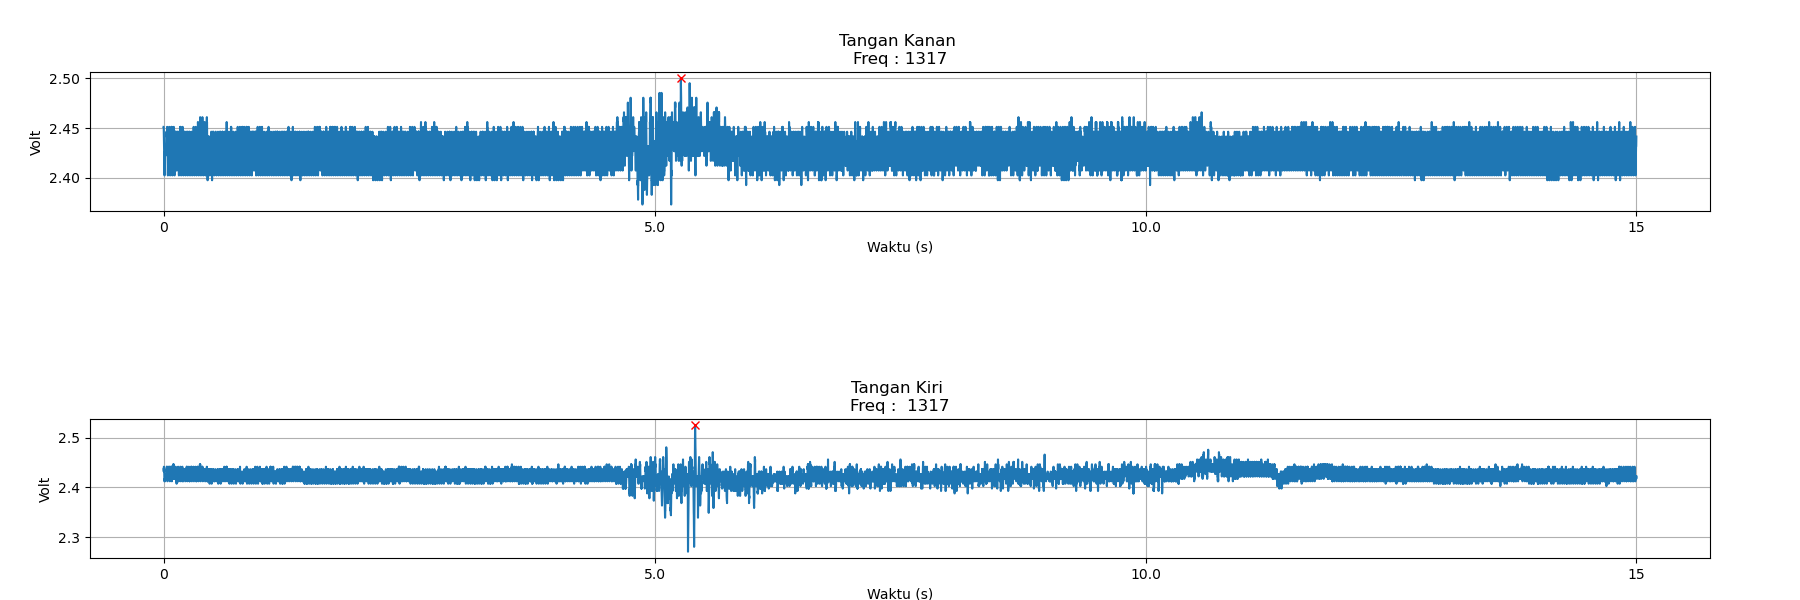 Tangan Kanan
Freq : 1317
2.50
2.45
2.40
Volt
0 5.0 10.0 15
Waktu (s)
Tangan Kiri
Freq :  1317
2.5
2.4
2.3
Volt
0 5.0 10.0 15
Waktu (s)